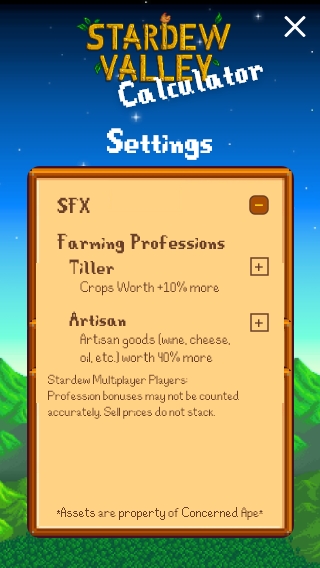 STARDEW
VALLEY
Calculator
Settings
SFX
Farming Professions
Tiller
Crops Worth +10% more
Artisan
Artisan goods (wine, cheese,
oil, etc.) worth 40% more
Stardew Multiplayer Players:
Profession bonuses may not be counted
accurately. Sell prices do not stack.
*Assets are property of Concerned Ape*